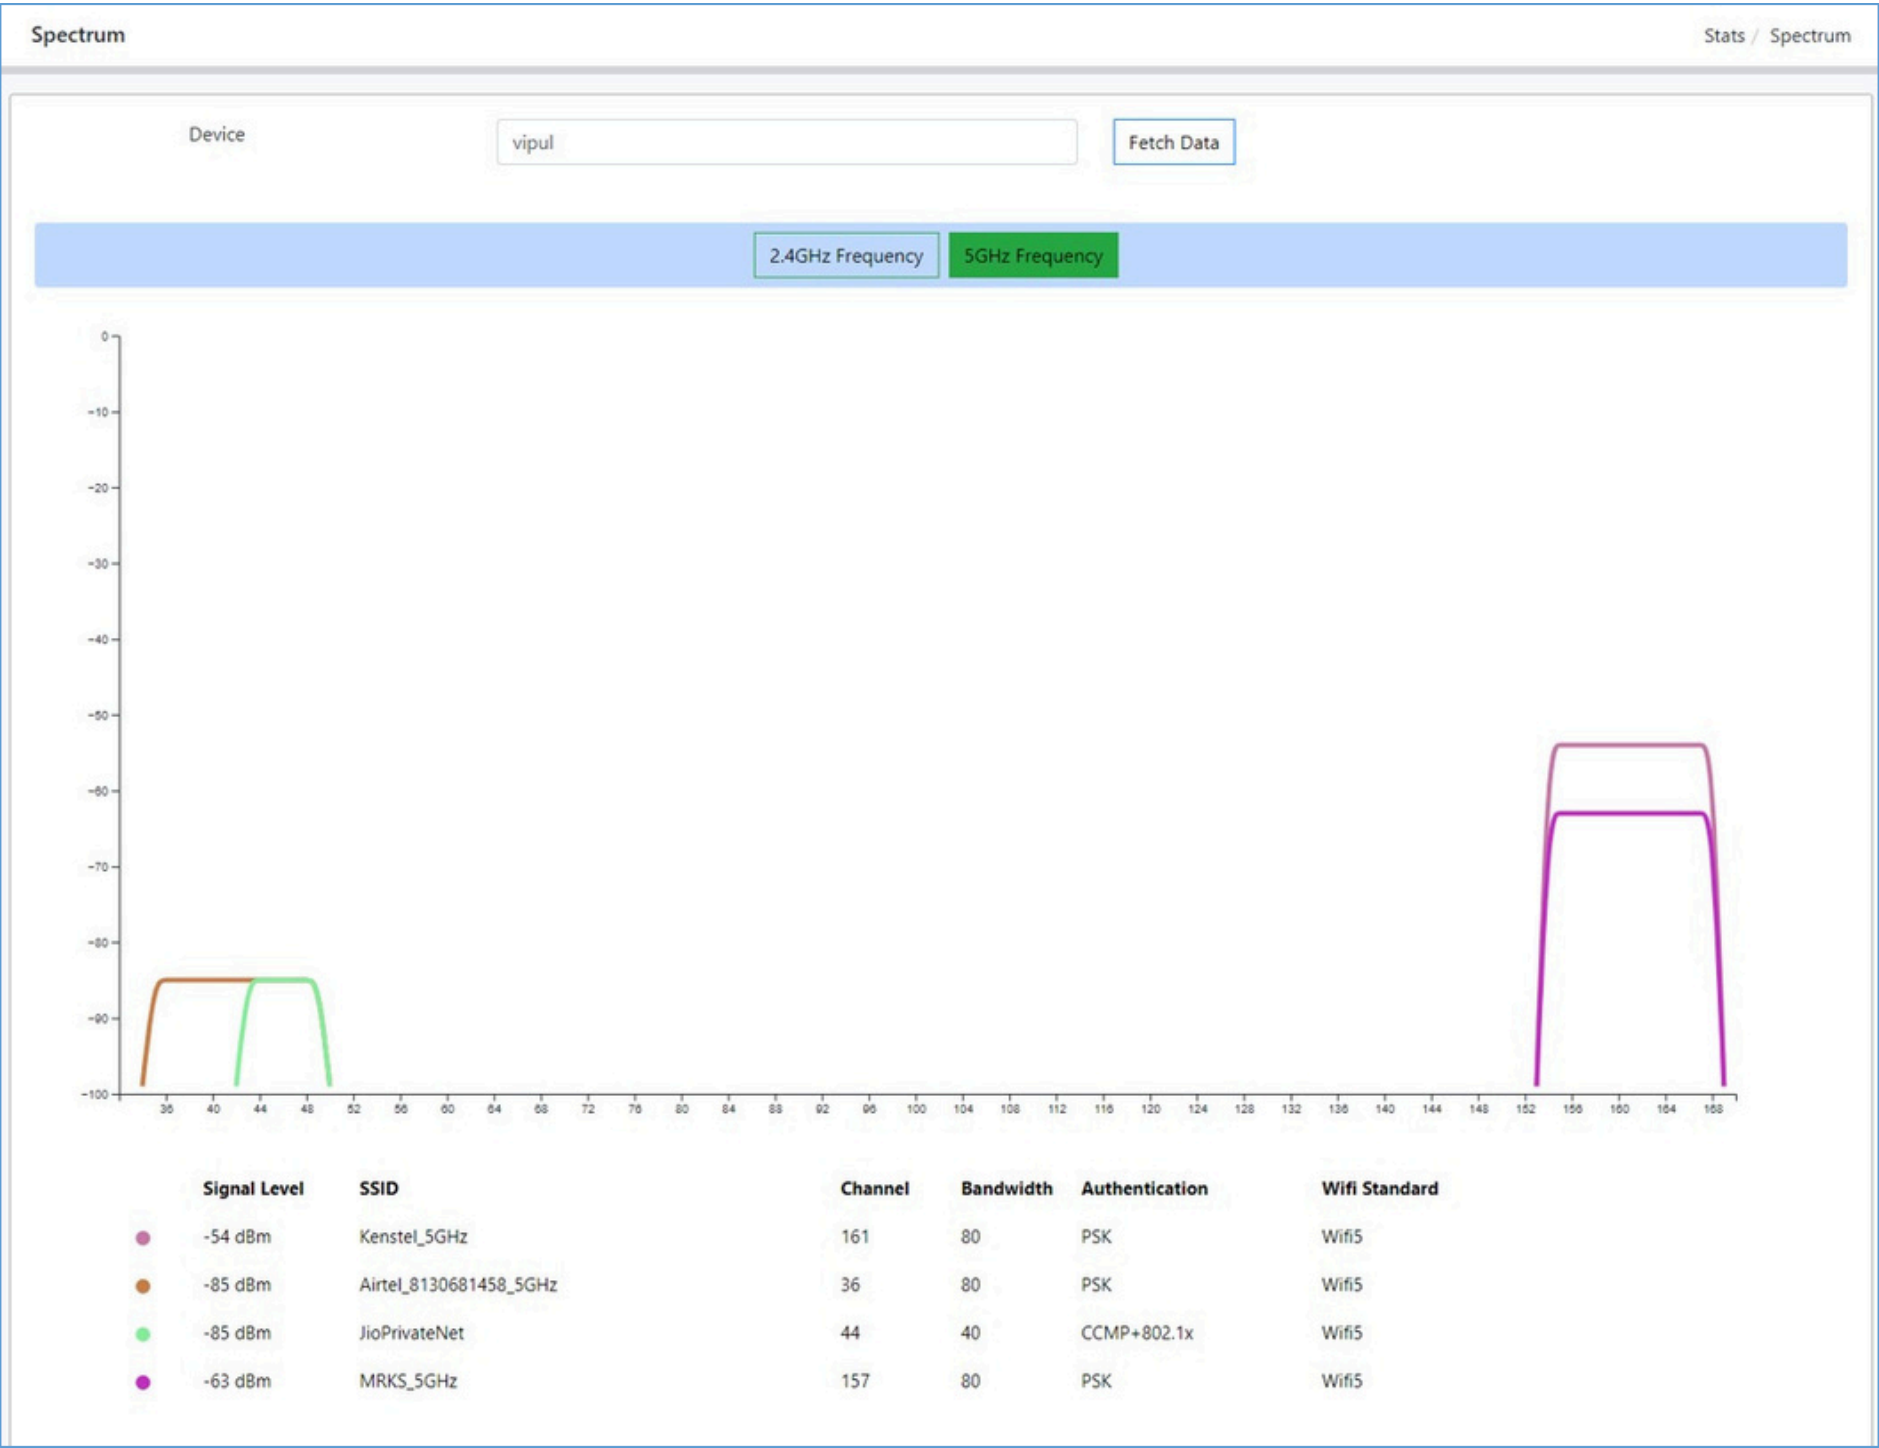 Spectrum
Stats / Spectrum
Device
vipul
Fetch Data
2.4GHz Frequency
5GHz Frequency
0
-10
-20
-30
-40
-50
-60
-70
-80
-90
-100
36 40 44 48 52 56 60 64 68 72 76 80 84 88 92 96 100 104 108 112 116 120 124 128 132 136 140 144 148 152 156 160 164 168
Signal Level SSID Channel Bandwidth Authentication Wifi Standard
-54 dBm Kenstel_5GHz 161 80 PSK Wifi5
-85 dBm Airtel_8130681458_5GHz 36 80 PSK Wifi5
-85 dBm JioPrivateNet 44 40 CCMP+802.1x Wifi5
-63 dBm MRKS_5GHz 157 80 PSK Wifi5